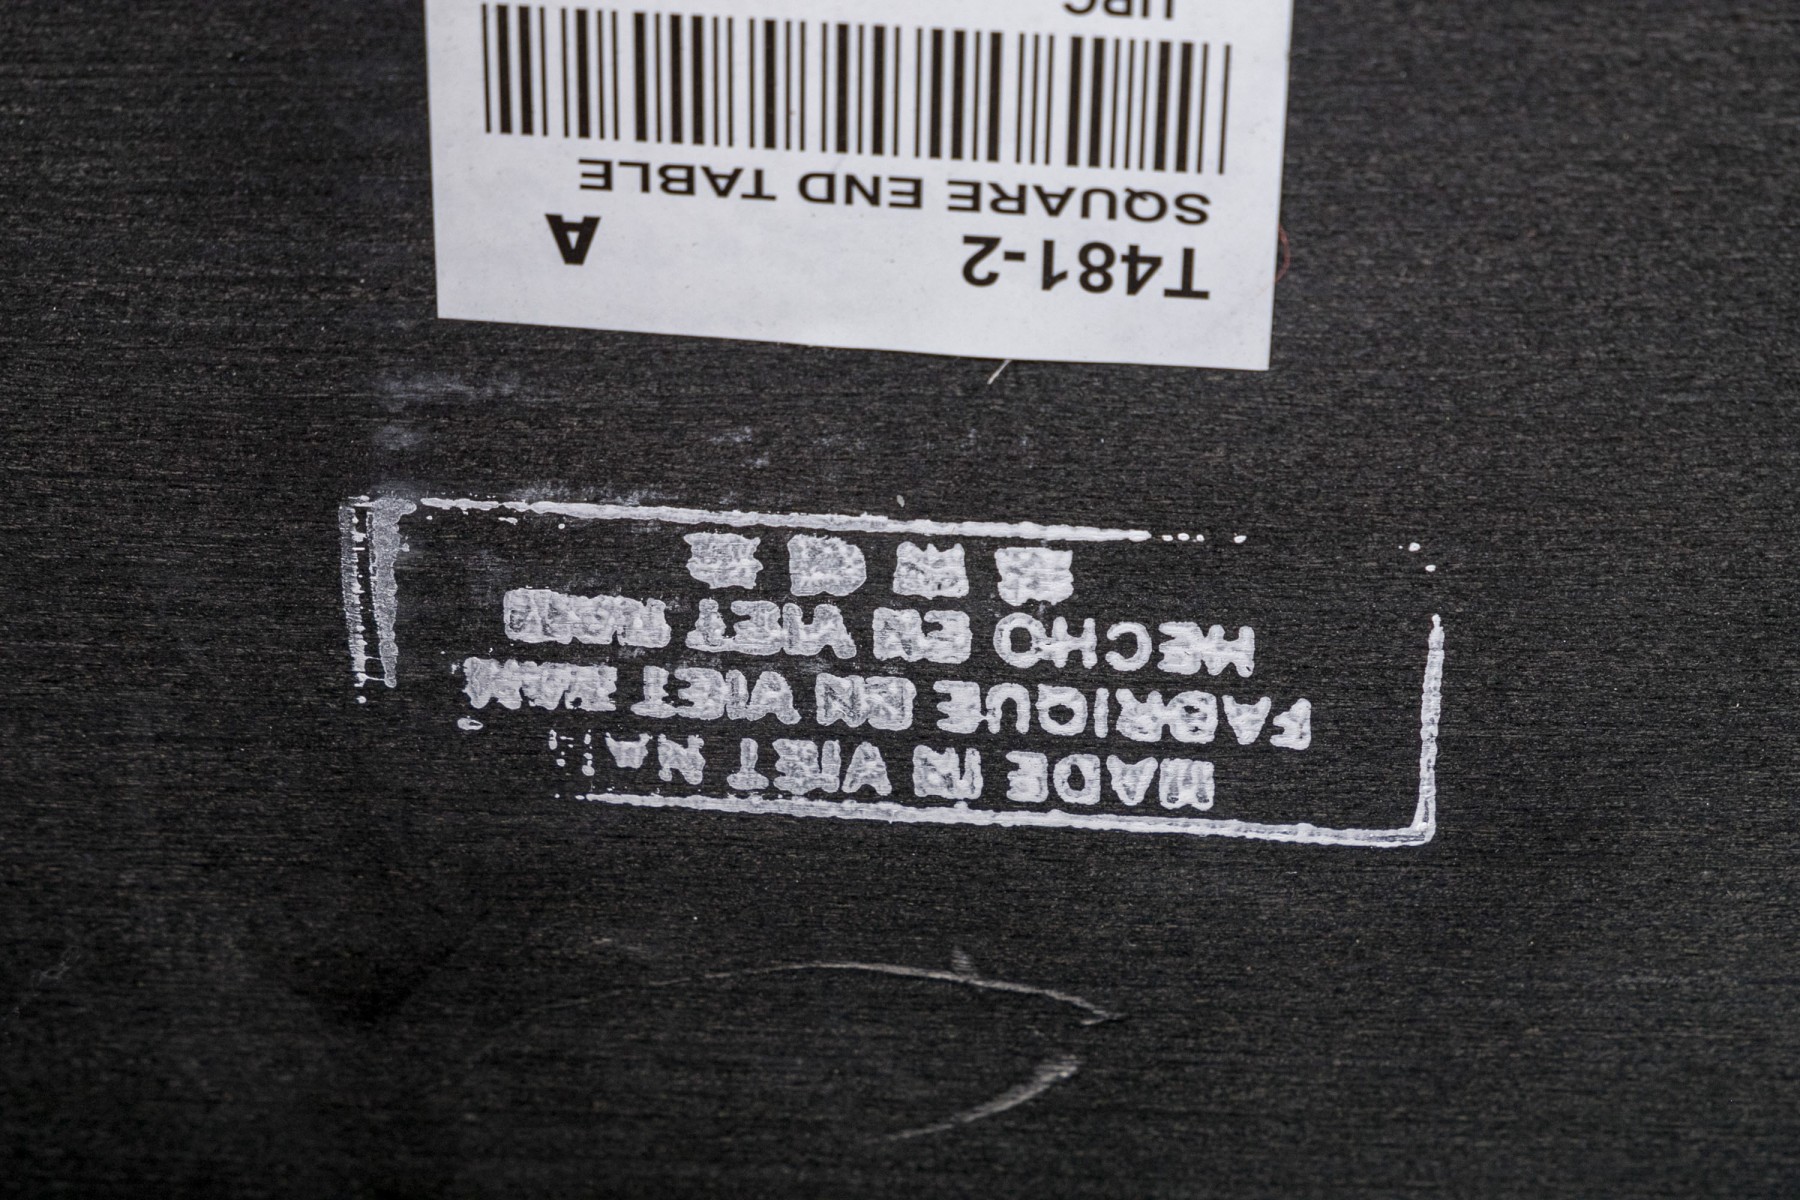 T481-2 A
SQUARE END TABLE
UPC
MADE IN VIET NA
FABRIQUE EN VIET NAM
HECHO EN VIET NAM